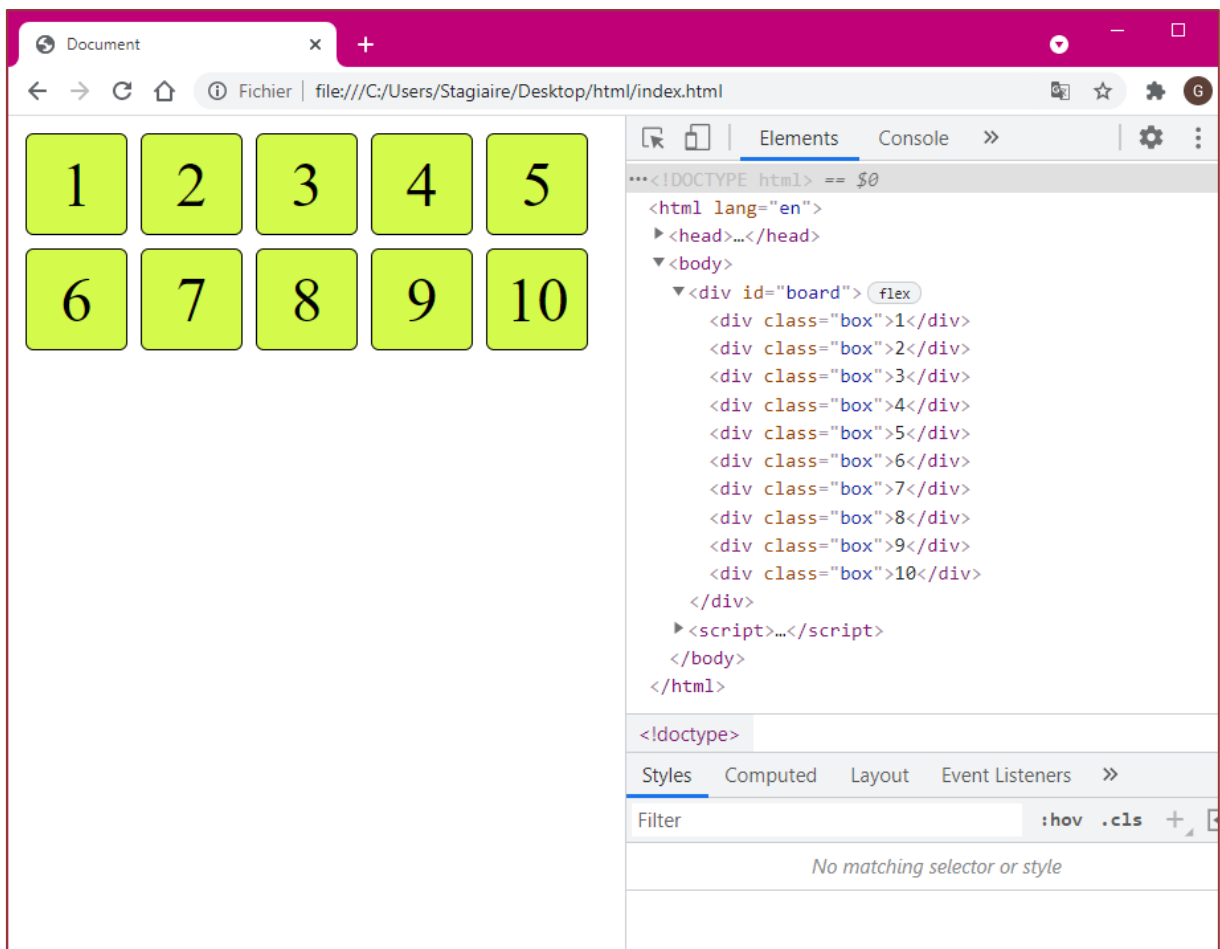 Document
Fichier file:///C:/Users/Stagiaire/Desktop/html/index.html
G
1 2 3 4 5
6 7 8 9 10
Elements Console »
•••<!DOCTYPE html> == $0
<html lang="en">
<head>…</head>
<body>
<div id="board"> flex
<div class="box">1</div>
<div class="box">2</div>
<div class="box">3</div>
<div class="box">4</div>
<div class="box">5</div>
<div class="box">6</div>
<div class="box">7</div>
<div class="box">8</div>
<div class="box">9</div>
<div class="box">10</div>
</div>
<script>…</script>
</body>
</html>
<!doctype>
Styles Computed Layout Event Listeners »
Filter :hov .cls +
No matching selector or style